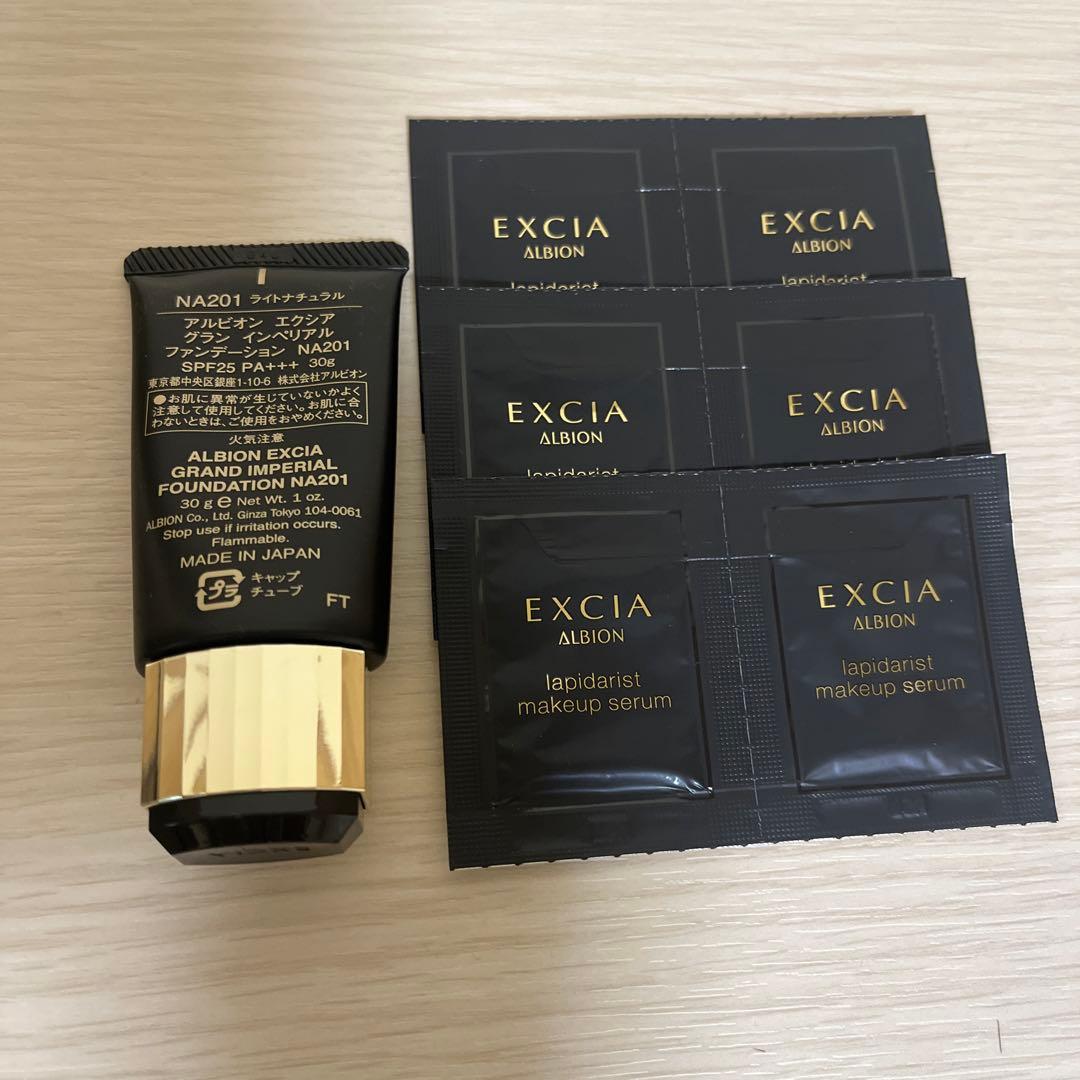 NA201 ライトナチュラル
アルビオン エクシア
グラン インペリアル
ファンデーション NA201
SPF25 PA+++ 30g
東京都中央区銀座1-10-6 株式会社アルビオン
●お肌に異常が生じていないかよく
注意して使用してください。お肌に合
わないときは、ご使用をおやめください。
火気注意
ALBION EXCIA
GRAND IMPERIAL
FOUNDATION NA201
30 g e Net Wt. 1 oz.
ALBION Co., Ltd. Ginza Tokyo 104-0061
Stop use if irritation occurs.
Flammable.
MADE IN JAPAN
プラ
キャップ
チューブ
FT
EXCIA
ALBION
lapidarist
EXCIA
ALBION
lapidarist
EXCIA
ALBION
lapidarist
EXCIA
ALBION
EXCIA
ALBION
lapidarist
makeup serum
EXCIA
ALBION
lapidarist
makeup serum